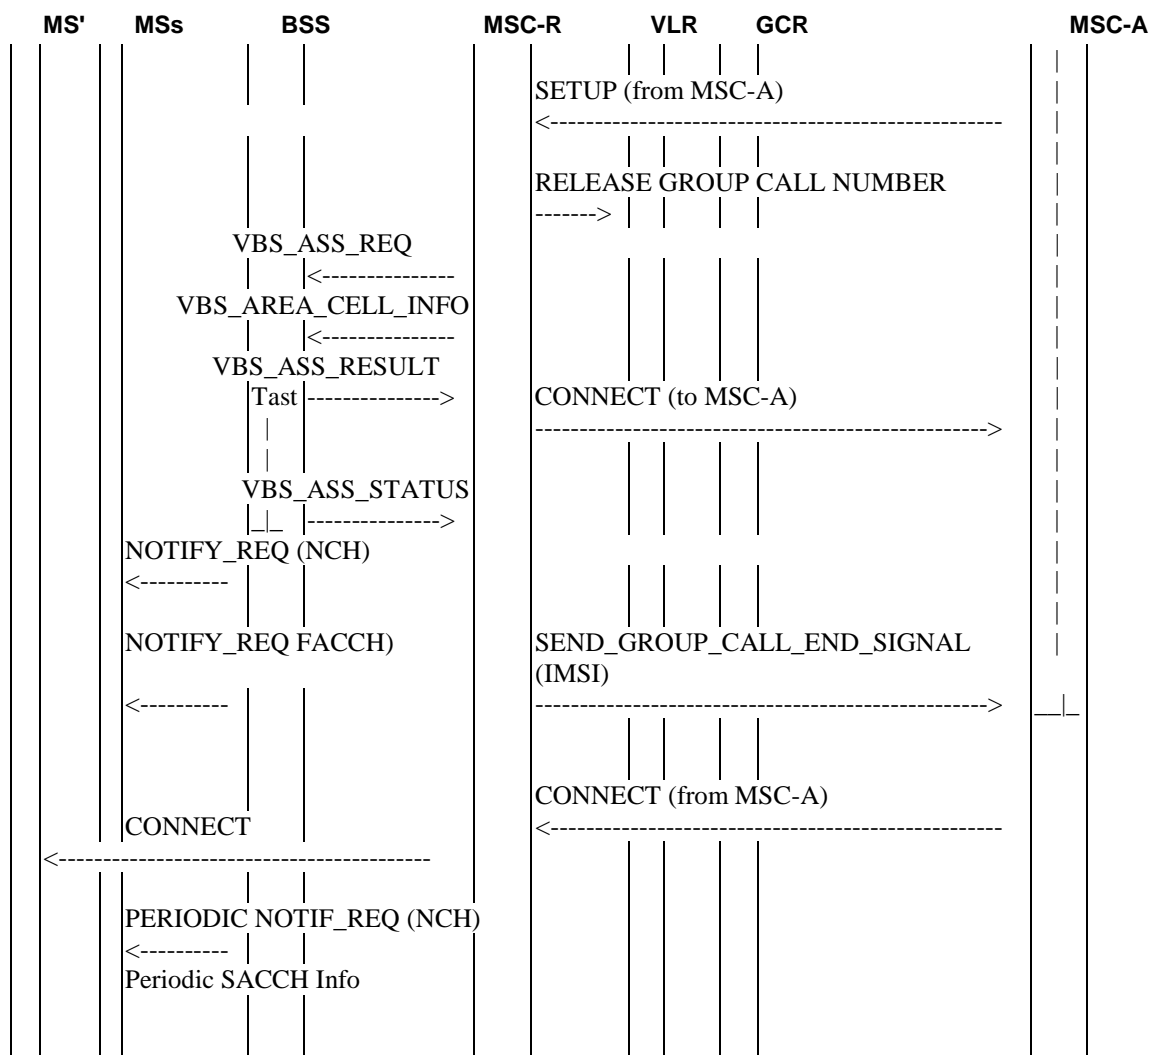 MS' MSs BSS MSC-R VLR GCR MSC-A
SETUP (from MSC-A)
RELEASE GROUP CALL NUMBER
VBS_ASS_REQ
VBS_AREA_CELL_INFO
VBS_ASS_RESULT
Tast CONNECT (to MSC-A)
VBS_ASS_STATUS
NOTIFY_REQ (NCH)
NOTIFY_REQ FACCH) SEND_GROUP_CALL_END_SIGNAL
(IMSI)
CONNECT (from MSC-A)
CONNECT
PERIODIC NOTIF_REQ (NCH)
Periodic SACCH Info